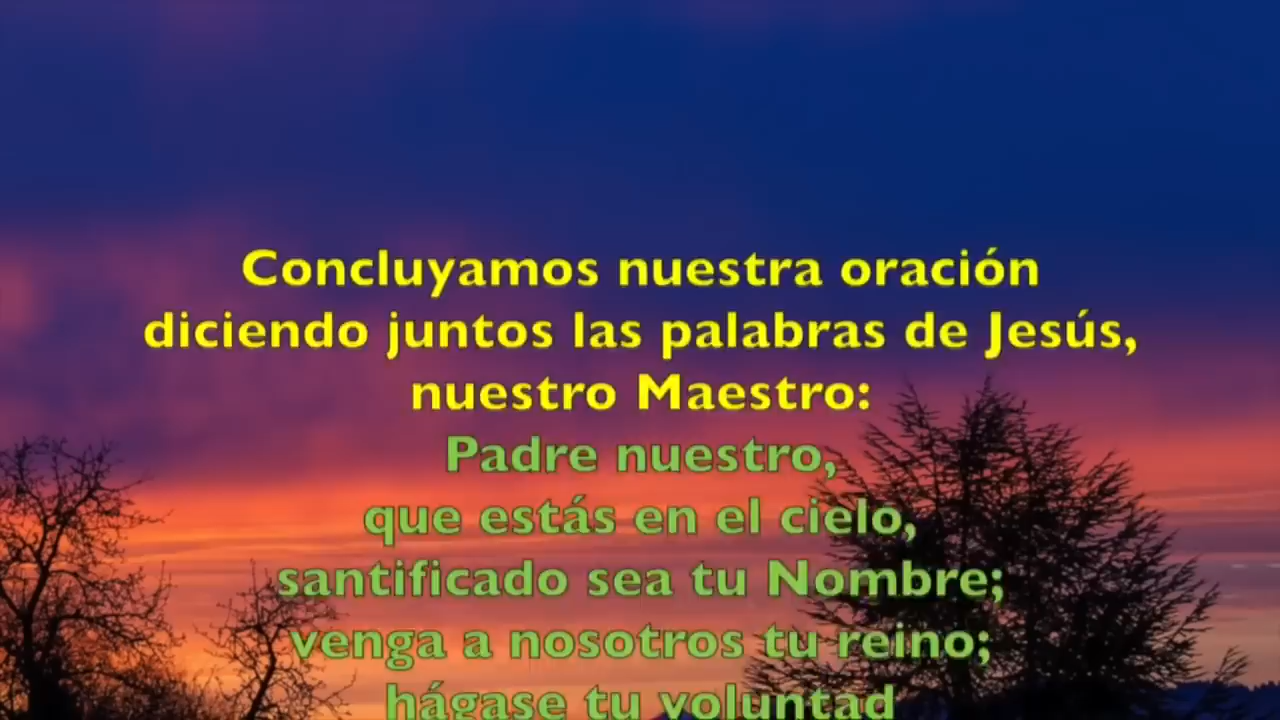 Concluyamos nuestra oración
diciendo juntos las palabras de Jesús,
nuestro Maestro:
Padre nuestro,
que estás en el cielo,
santificado sea tu Nombre;
venga a nosotros tu reino;
hágase tu voluntad